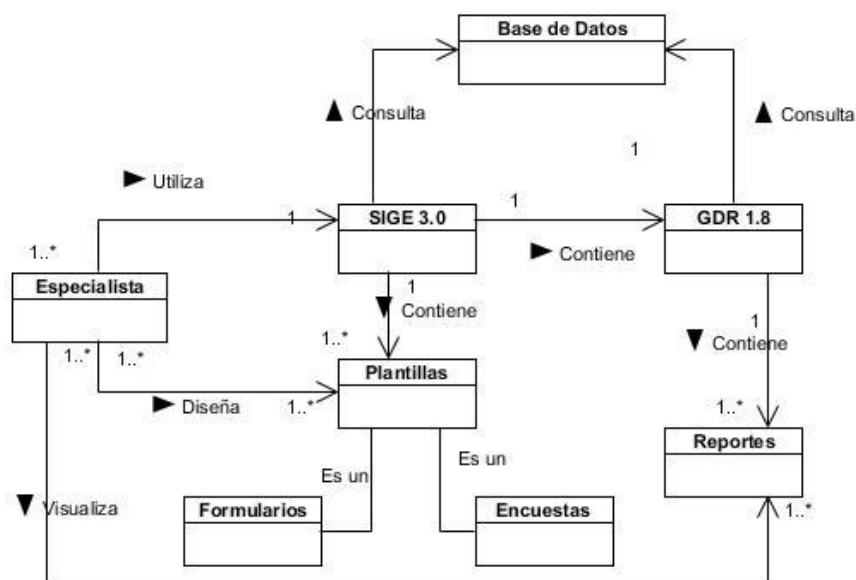 Base de Datos
Consulta
Consulta
1
Utiliza
1
SIGE 3.0
1
GDR 1.8
Contiene
1..*
Especialista
1
Contiene
1
Contiene
1..*
1..*
1..*
Plantillas
Diseña
1..*
1..*
Reportes
Es un
Es un
Visualiza
Formularios
Encuestas
1..*